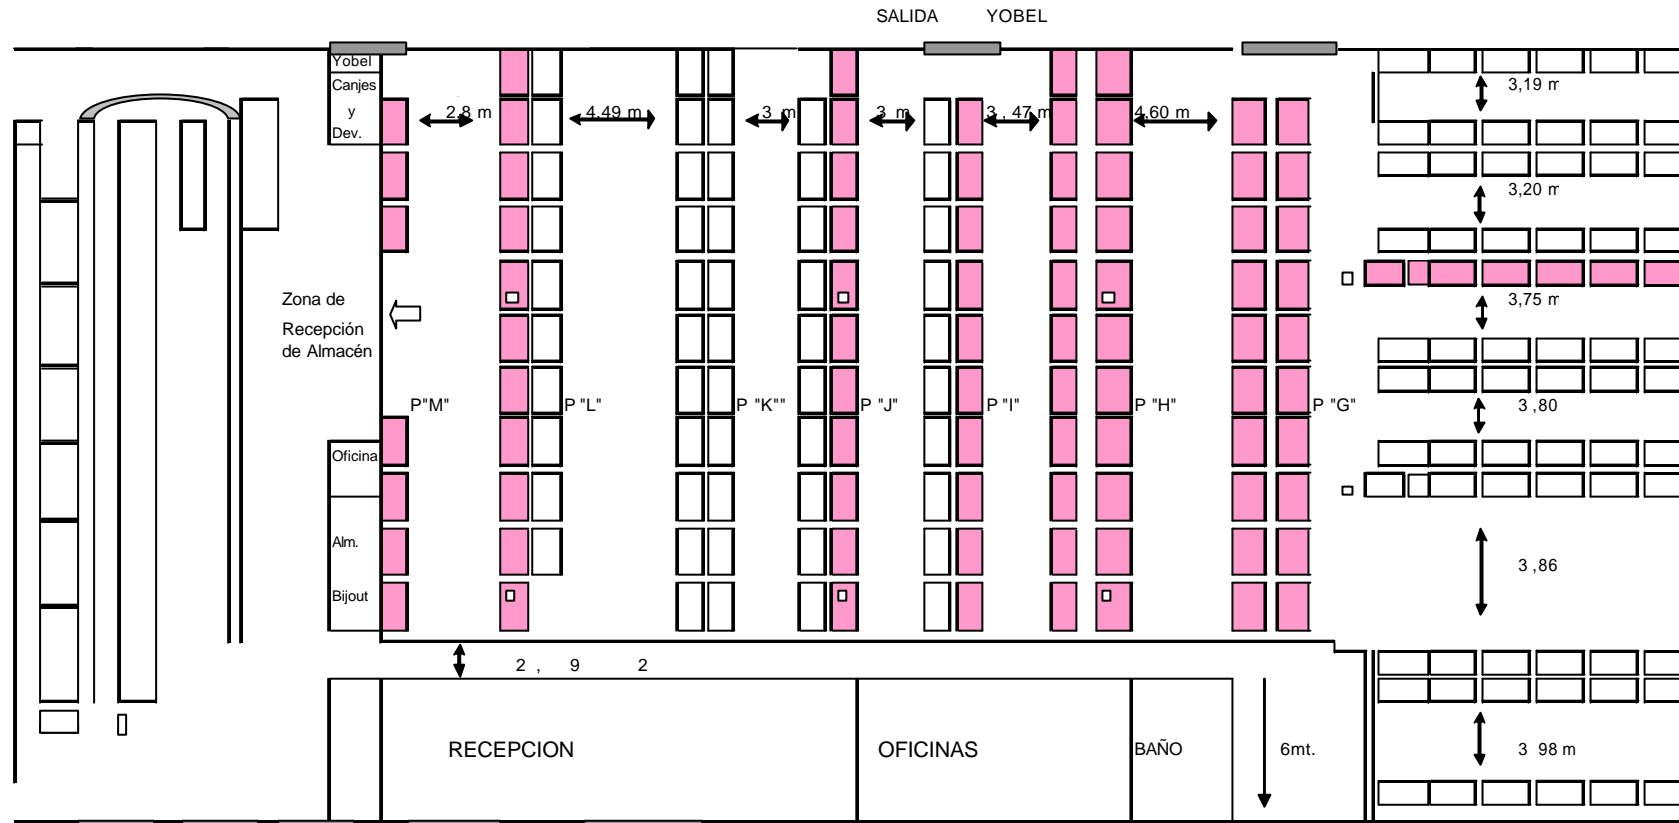 SALIDA YOBEL
Yobel
Canjes
y
Dev.
2,8 m
4,49 m
3 m
3 m
3 , 47 m
4,60 m
3,19 m
3,20 m
Zona de
Recepción
de Almacén
3,75 m
P"M"
P "L"
P "K""
P "J"
P "I"
P "H"
P "G"
3 ,80
Oficina
Alm.
Bijout
3 ,86
2 , 9 2
RECEPCION
OFICINAS
BAÑO
6mt.
3 98 m